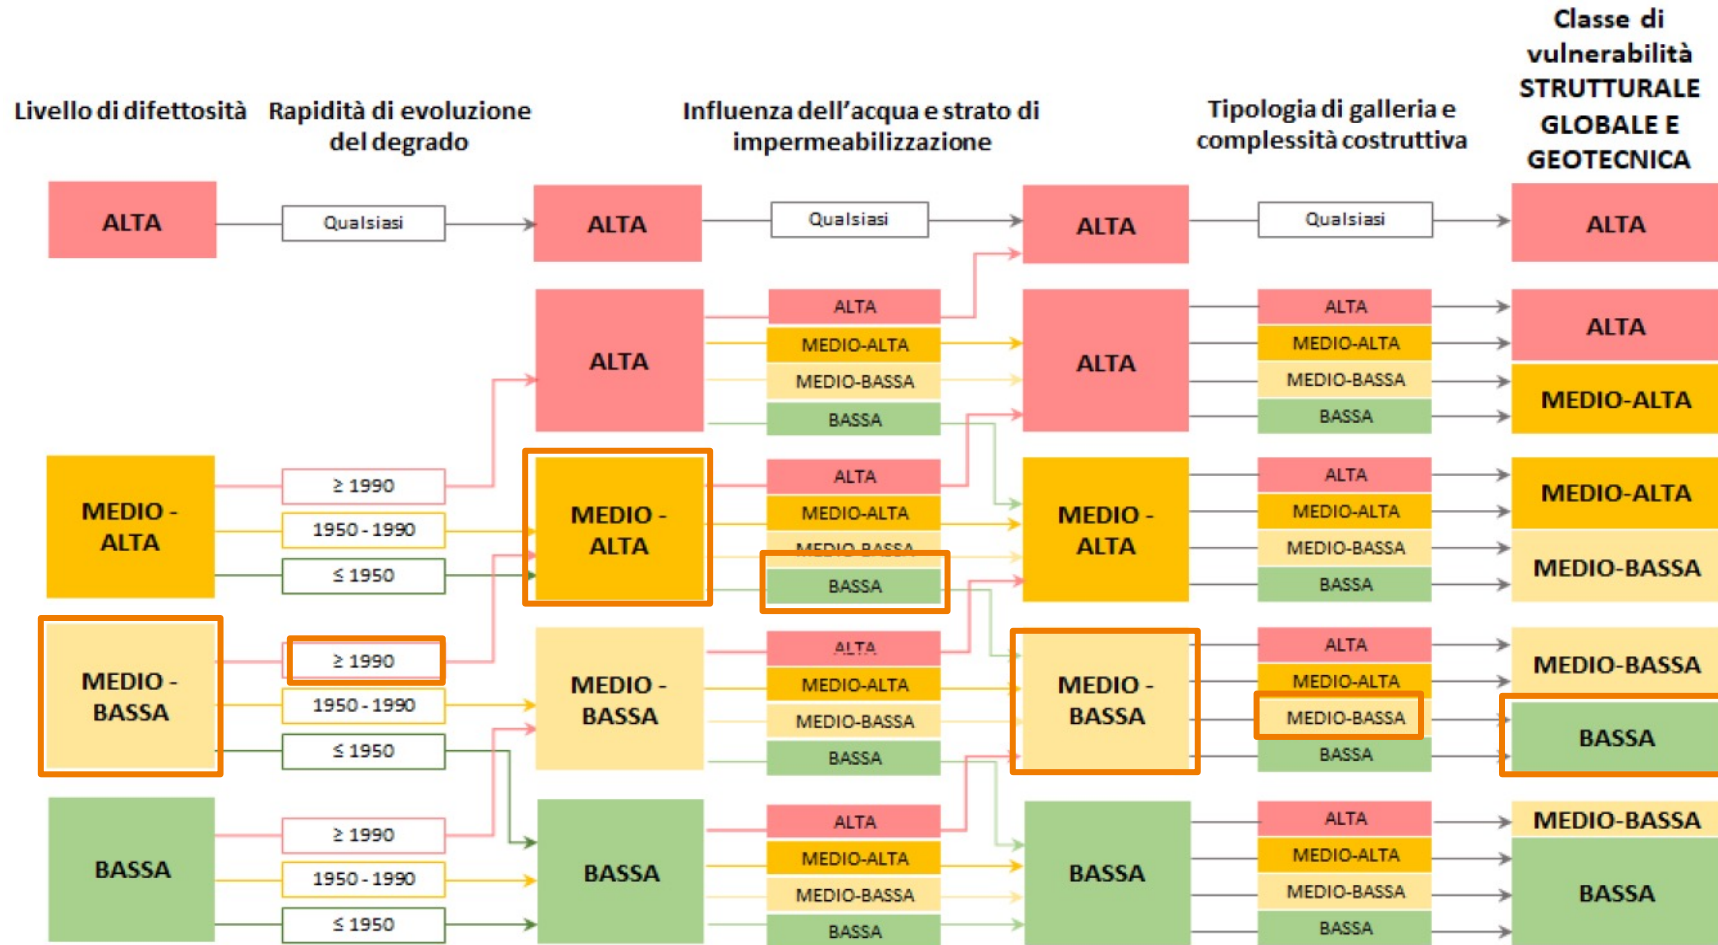 Classe di
vulnerabilità
STRUTTURALE
GLOBALE E
GEOTECNICA
Livello di difettosità
Rapidità di evoluzione
del degrado
Influenza dell'acqua e strato di
impermeabilizzazione
Tipologia di galleria e
complessità costruttiva
ALTA
Qualsiasi
ALTA
Qualsiasi
ALTA
Qualsiasi
ALTA
ALTA
ALTA
MEDIO-ALTA
MEDIO-BASSA
BASSA
ALTA
ALTA
MEDIO-ALTA
MEDIO-BASSA
BASSA
ALTA
MEDIO-ALTA
MEDIO -
ALTA
≥ 1990
1950 - 1990
≤ 1950
MEDIO -
ALTA
ALTA
MEDIO-ALTA
MEDIO-BASSA
BASSA
MEDIO -
ALTA
ALTA
MEDIO-ALTA
MEDIO-BASSA
BASSA
MEDIO-ALTA
MEDIO-BASSA
MEDIO -
BASSA
≥ 1990
1950 - 1990
≤ 1950
MEDIO -
BASSA
ALTA
MEDIO-ALTA
MEDIO-BASSA
BASSA
MEDIO -
BASSA
ALTA
MEDIO-ALTA
MEDIO-BASSA
BASSA
MEDIO-BASSA
BASSA
BASSA
≥ 1990
1950 - 1990
≤ 1950
BASSA
ALTA
MEDIO-ALTA
MEDIO-BASSA
BASSA
BASSA
ALTA
MEDIO-ALTA
MEDIO-BASSA
BASSA
MEDIO-BASSA
BASSA